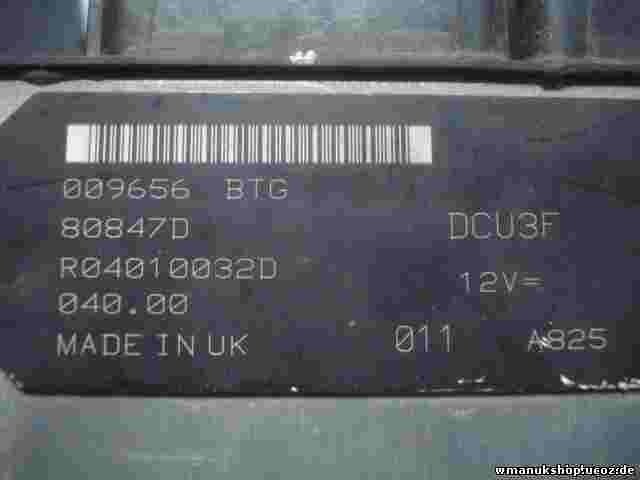 009656 BTG
80847D
R04010032D
040.00
MADE IN UK
DCU3F
12V=
011 A825
wmanukshop.ucoz.de